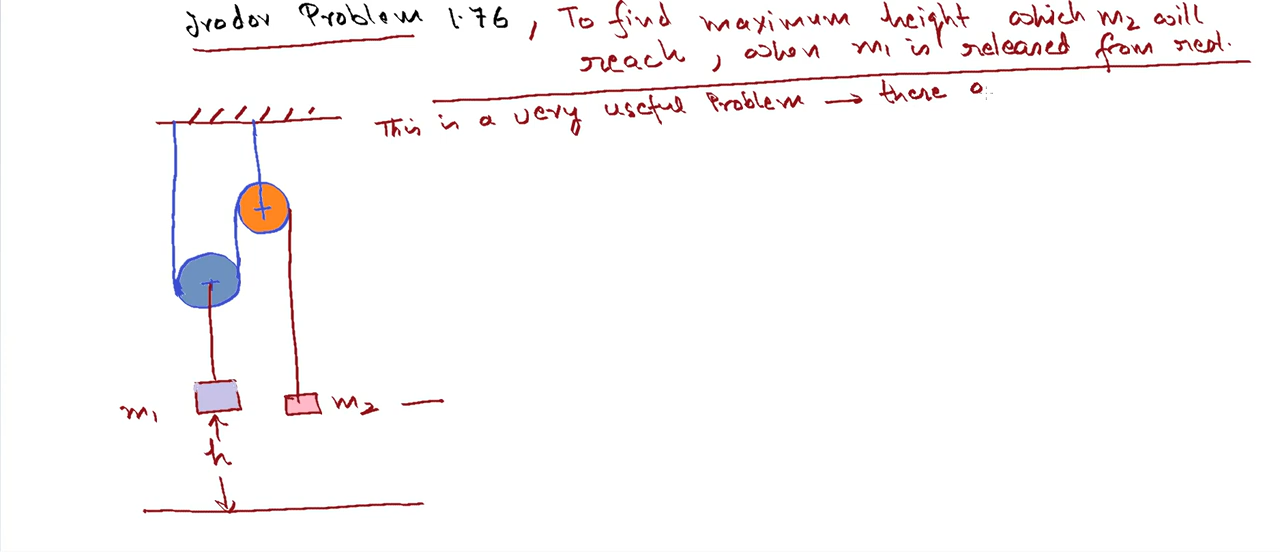 Irodov Problem 1.76, To find maximum height which m₂ will
reach, when m₁ is released from rest.
This is a very useful Problem → there a
m₁
m₂
h